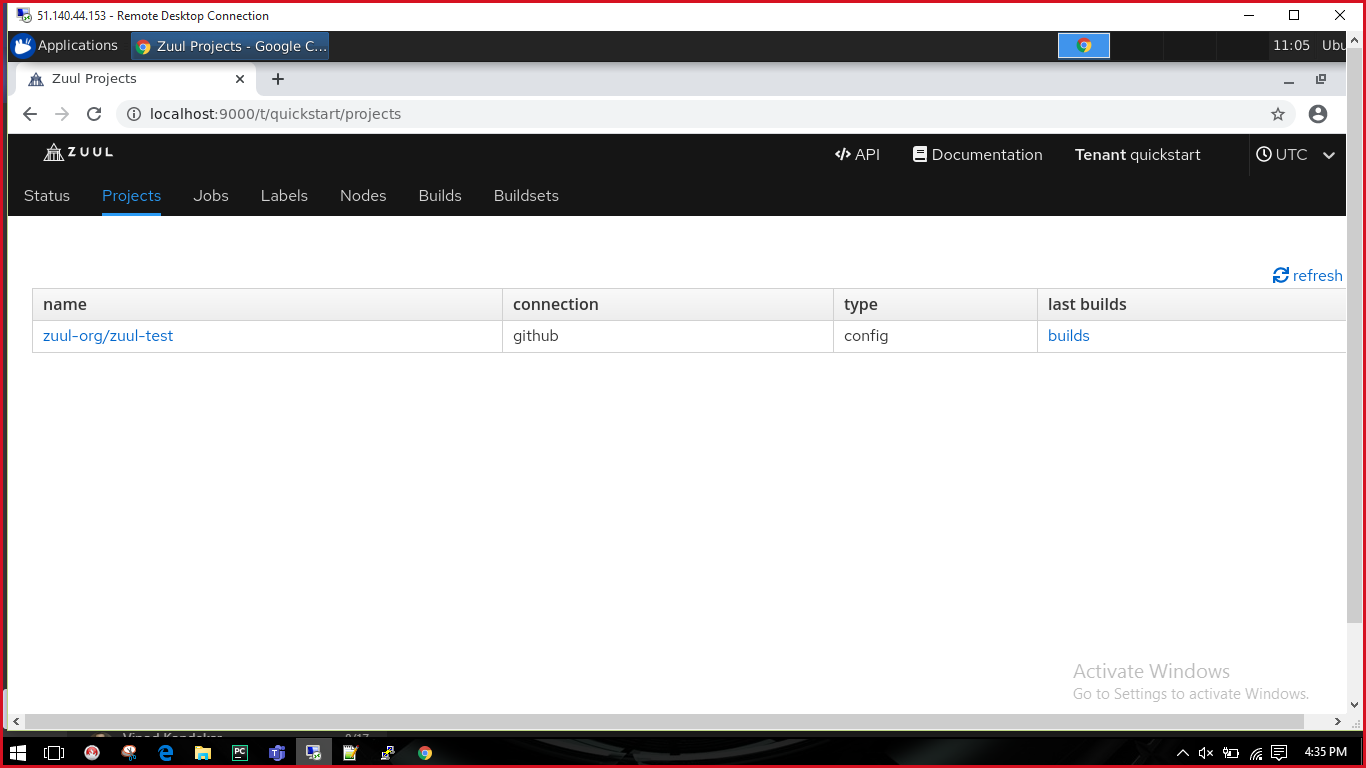 51.140.44.153 - Remote Desktop Connection
Applications Zuul Projects - Google C... 11:05 Ubu
Zuul Projects
localhost:9000/t/quickstart/projects
ZUUL </> API Documentation Tenant quickstart UTC
Status Projects Jobs Labels Nodes Builds Buildsets
refresh
name connection type last builds
zuul-org/zuul-test github config builds
Activate Windows
Go to Settings to activate Windows.
4:35 PM